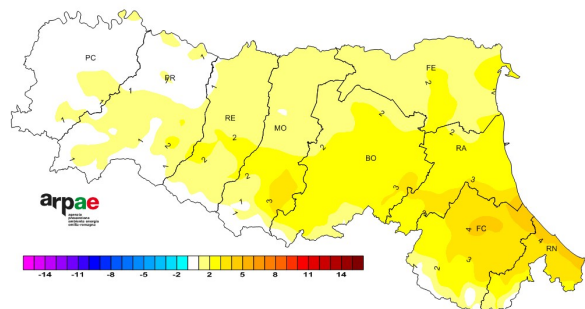 PC
PR
RE
MO
BO
FE
RA
FC
RN
arpae
agenzia
prevenzione
ambiente energia
emilia-romagna
-14 -11 -8 -5 -2 2 5 8 11 14